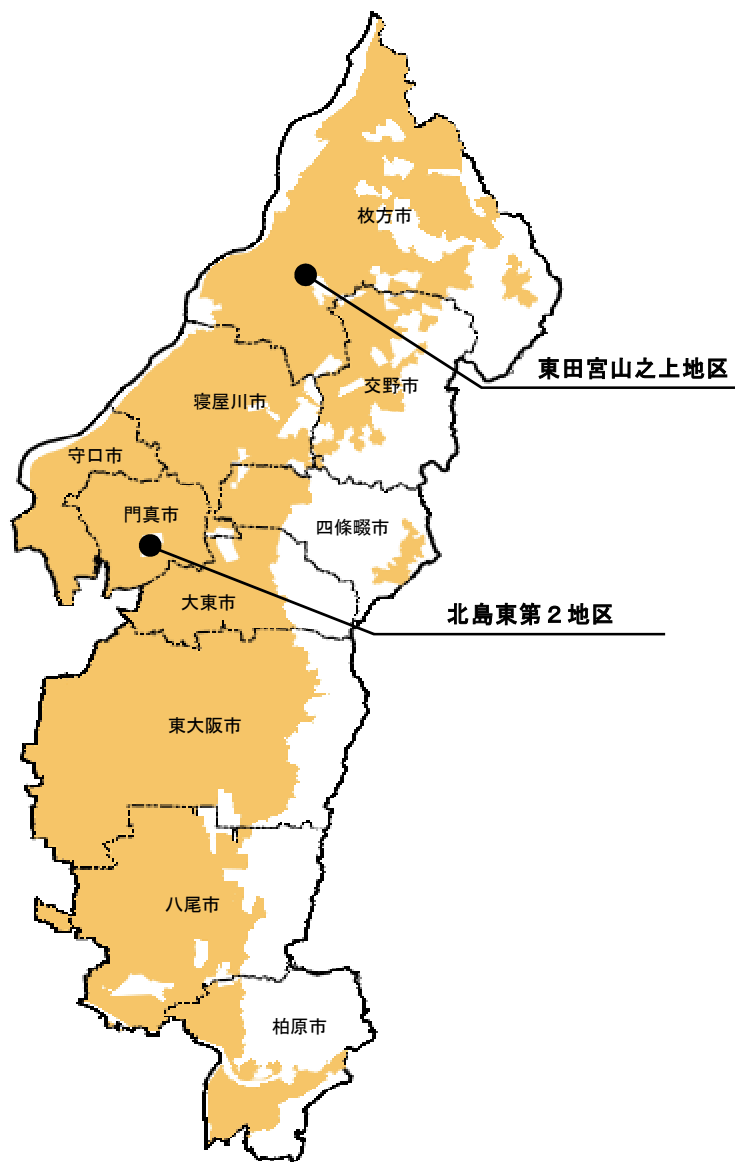 枚方市
東田宮山之上地区
交野市
寝屋川市
守口市
門真市
四條畷市
大東市
北島東第２地区
東大阪市
八尾市
柏原市